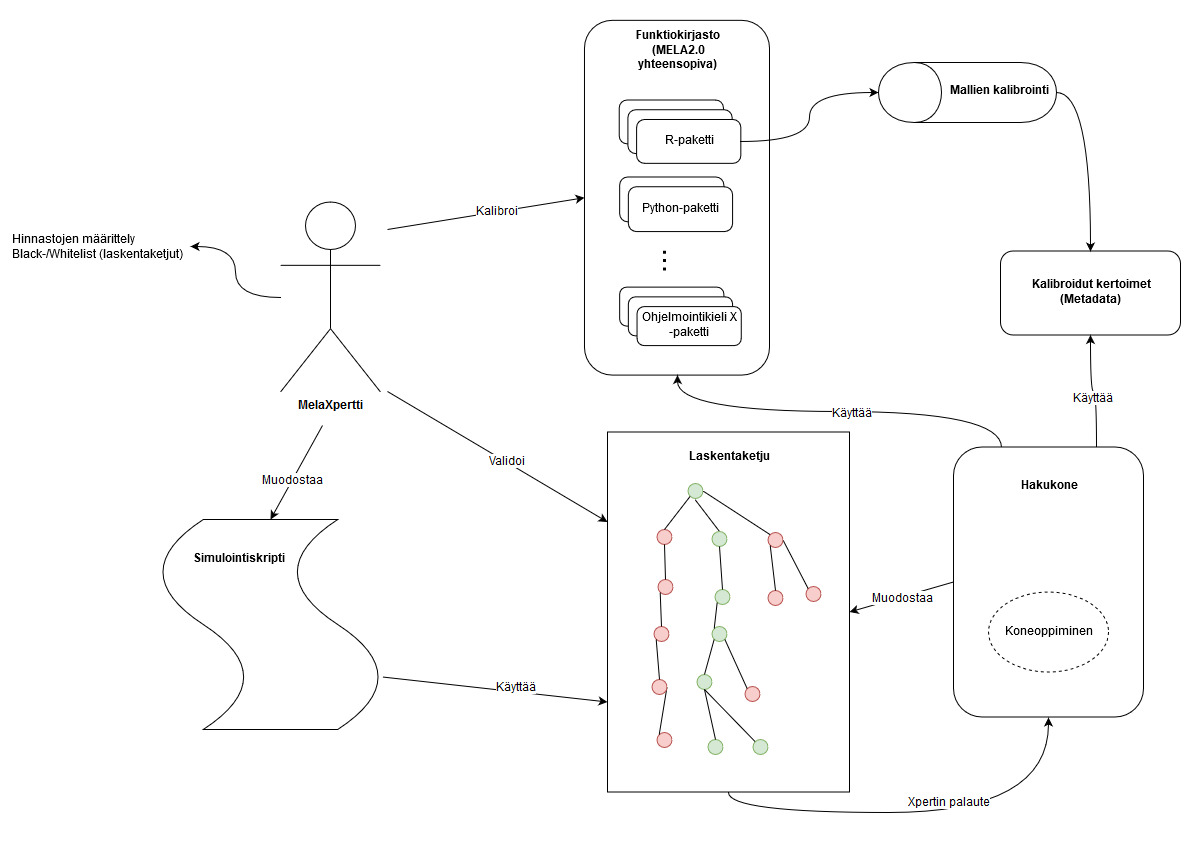 Funktiokirjasto
(MELA2.0
yhteensopiva)
R-paketti
Python-paketti
Ohjelmointikieli X
-paketti
Mallien kalibrointi
Kalibroi
Hinnastojen määrittely
Black-/Whitelist (laskentaketjut)
Kalibroidut kertoimet
(Metadata)
MelaXpertti
Käyttää
Käyttää
Validoi
Laskentaketju
Muodostaa
Hakukone
Simulointiskripti
Muodostaa
Koneoppiminen
Käyttää
Xpertin palaute